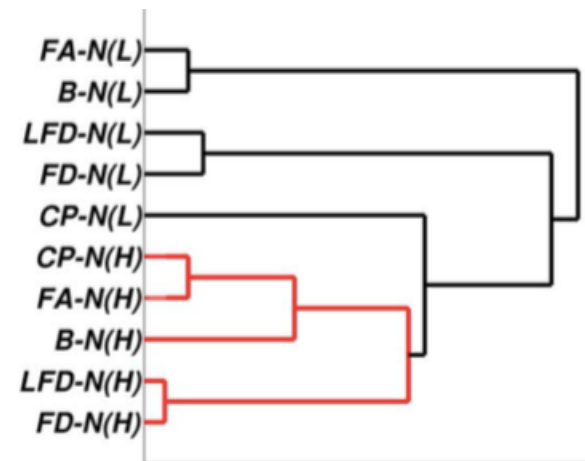 FA-N(L)
B-N(L)
LFD-N(L)
FD-N(L)
CP-N(L)
CP-N(H)
FA-N(H)
B-N(H)
LFD-N(H)
FD-N(H)